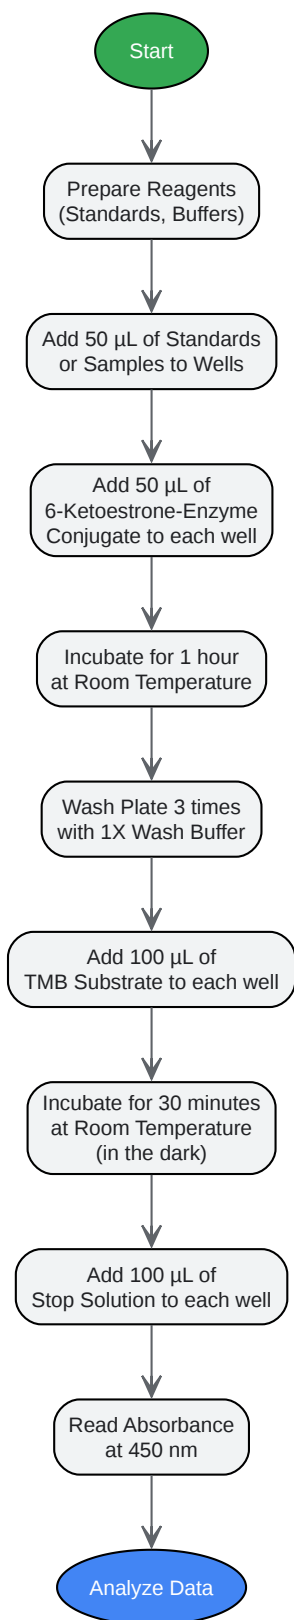 Start
Prepare Reagents
(Standards, Buffers)
Add 50 µL of Standards
or Samples to Wells
Add 50 µL of
6-Ketoestrone-Enzyme
Conjugate to each well
Incubate for 1 hour
at Room Temperature
Wash Plate 3 times
with 1X Wash Buffer
Add 100 µL of
TMB Substrate to each well
Incubate for 30 minutes
at Room Temperature
(in the dark)
Add 100 µL of
Stop Solution to each well
Read Absorbance
at 450 nm
Analyze Data